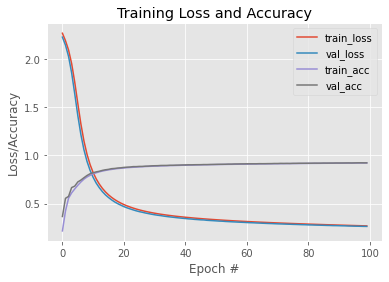 Training Loss and Accuracy
train_loss
val_loss
train_acc
val_acc
Loss/Accuracy
2.0
1.5
1.0
0.5
0 20 40 60 80 100
Epoch #